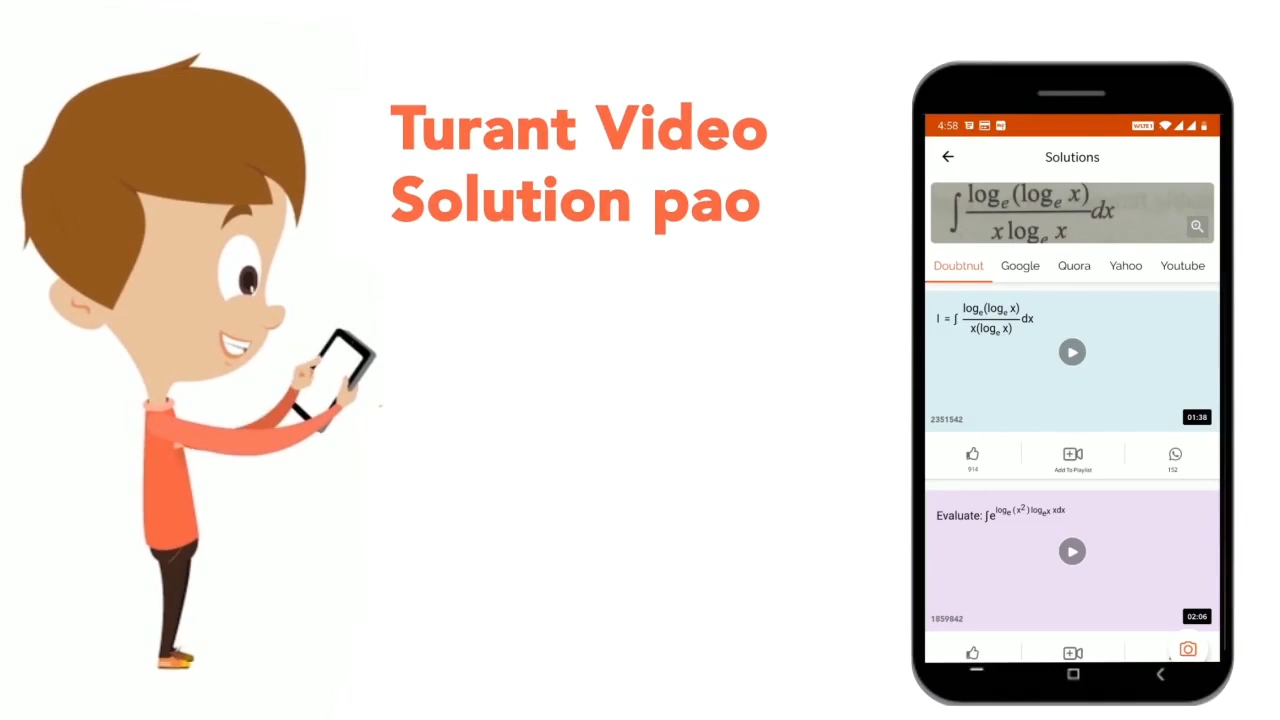 Turant Video
Solution pao
4:58
VoLTE1
Solutions
∫ logₑ(logₑ x) / x logₑ x dx
Doubtnut Google Quora Yahoo Youtube
I = ∫ logₑ(logₑ x) / x(logₑ x) dx
2351542 01:38
914 Add To Playlist 152
Evaluate: ∫e^logₑ(x²)logₑx xdx
1859842 02:06